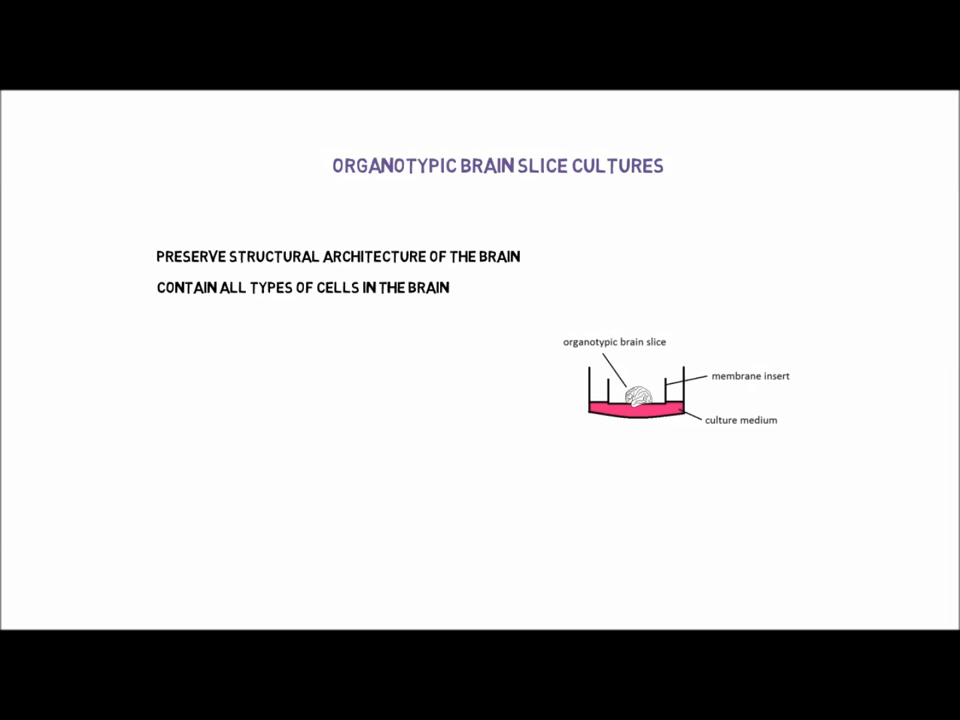 ORGANOTYPIC BRAIN SLICE CULTURES
PRESERVE STRUCTURAL ARCHITECTURE OF THE BRAIN
CONTAIN ALL TYPES OF CELLS IN THE BRAIN
organotypic brain slice
membrane insert
culture medium